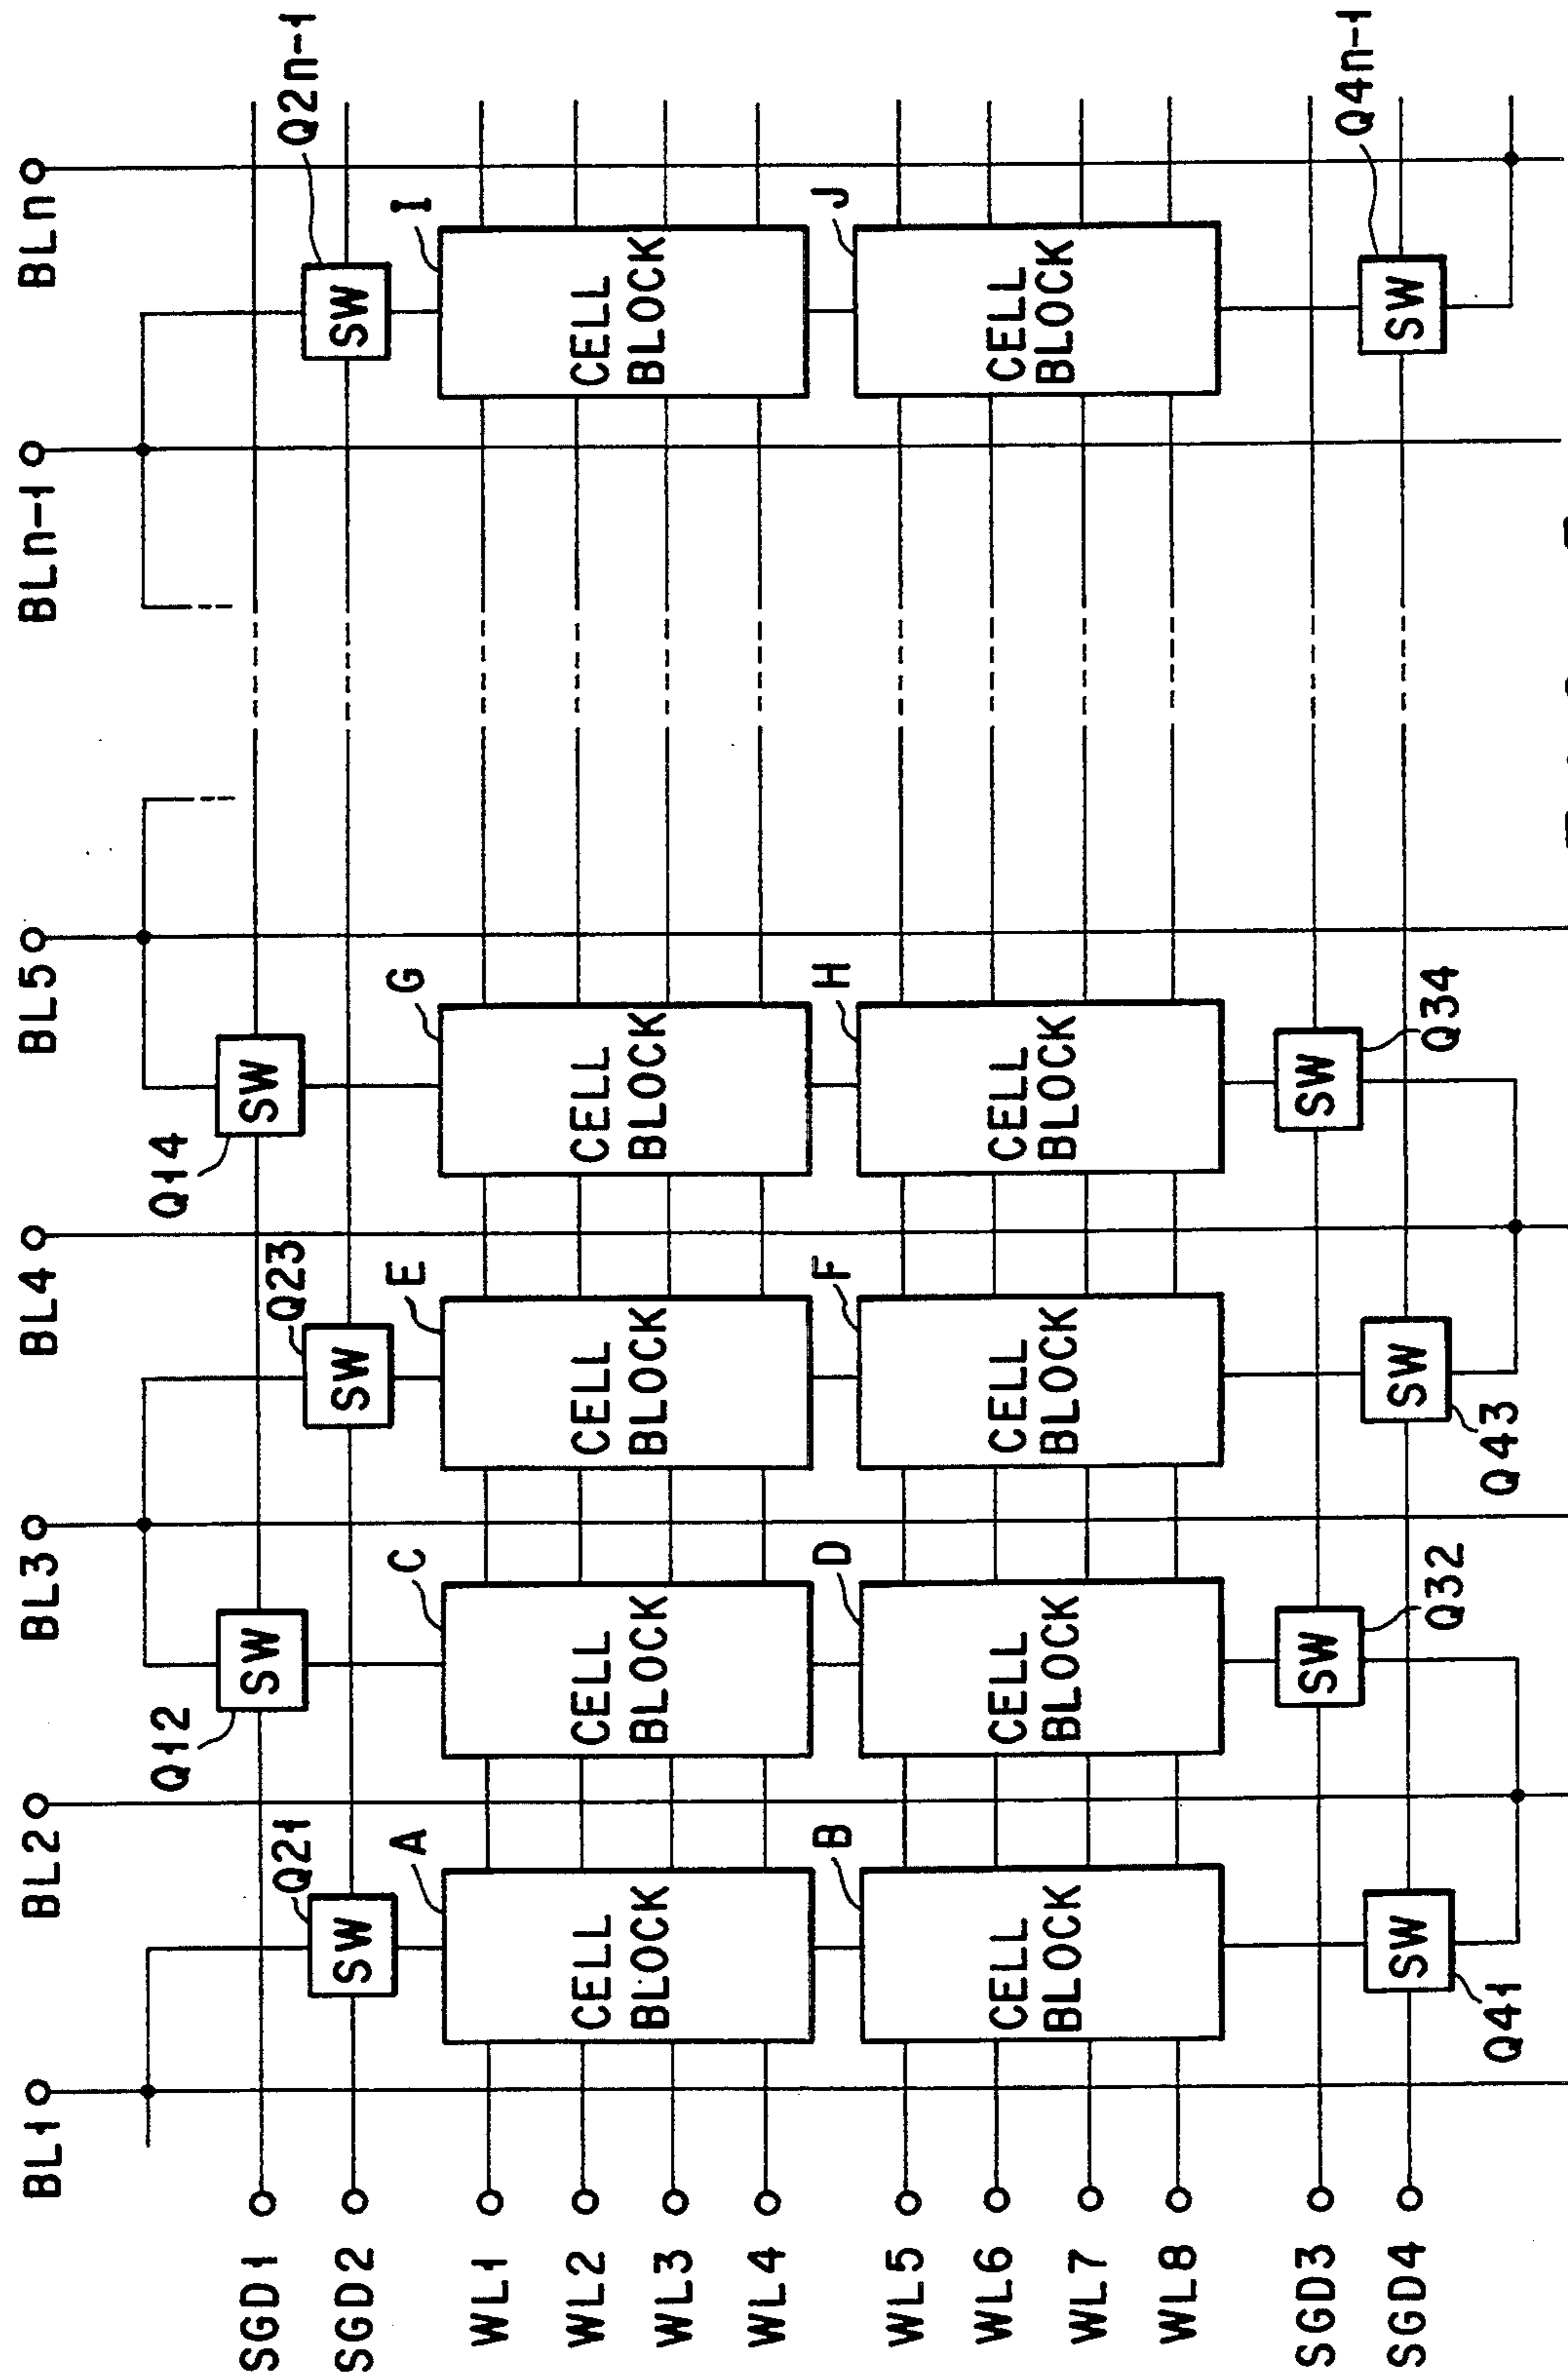 BL1 BL2 BL3 BL4 BL5 BLn-1 BLn
SGD1
Q12 SW
Q14 SW
SGD2
Q21 SW
Q23 SW
Q2n-1 SW
A C E G I
WL1
WL2
WL3
WL4
CELL BLOCK
CELL BLOCK
CELL BLOCK
CELL BLOCK
CELL BLOCK
B D F H J
WL5
WL6
WL7
WL8
CELL BLOCK
CELL BLOCK
CELL BLOCK
CELL BLOCK
CELL BLOCK
SGD3
SW Q32
SW Q34
SGD4
SW Q41
SW Q43
SW Q4n-1